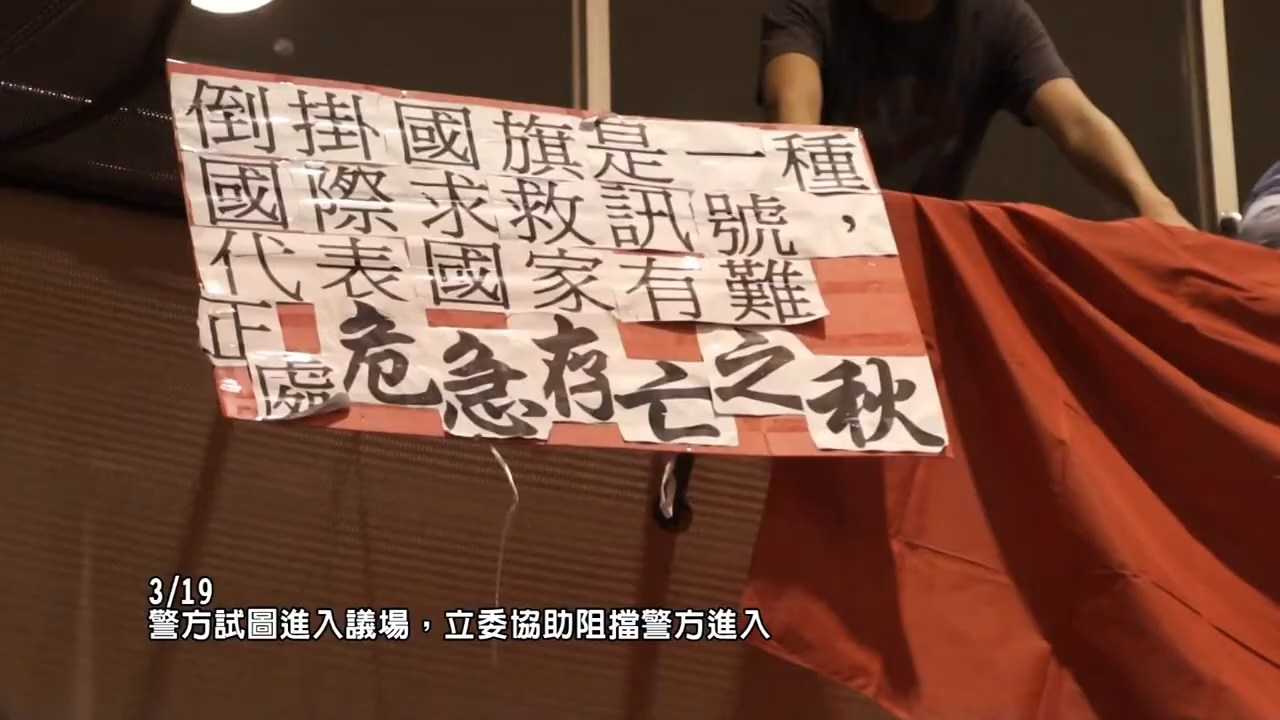 倒掛國旗是一種
國際求救訊號，
代表國家有難
正處危急存亡之秋
3/19
警方試圖進入議場，立委協助阻擋警方進入